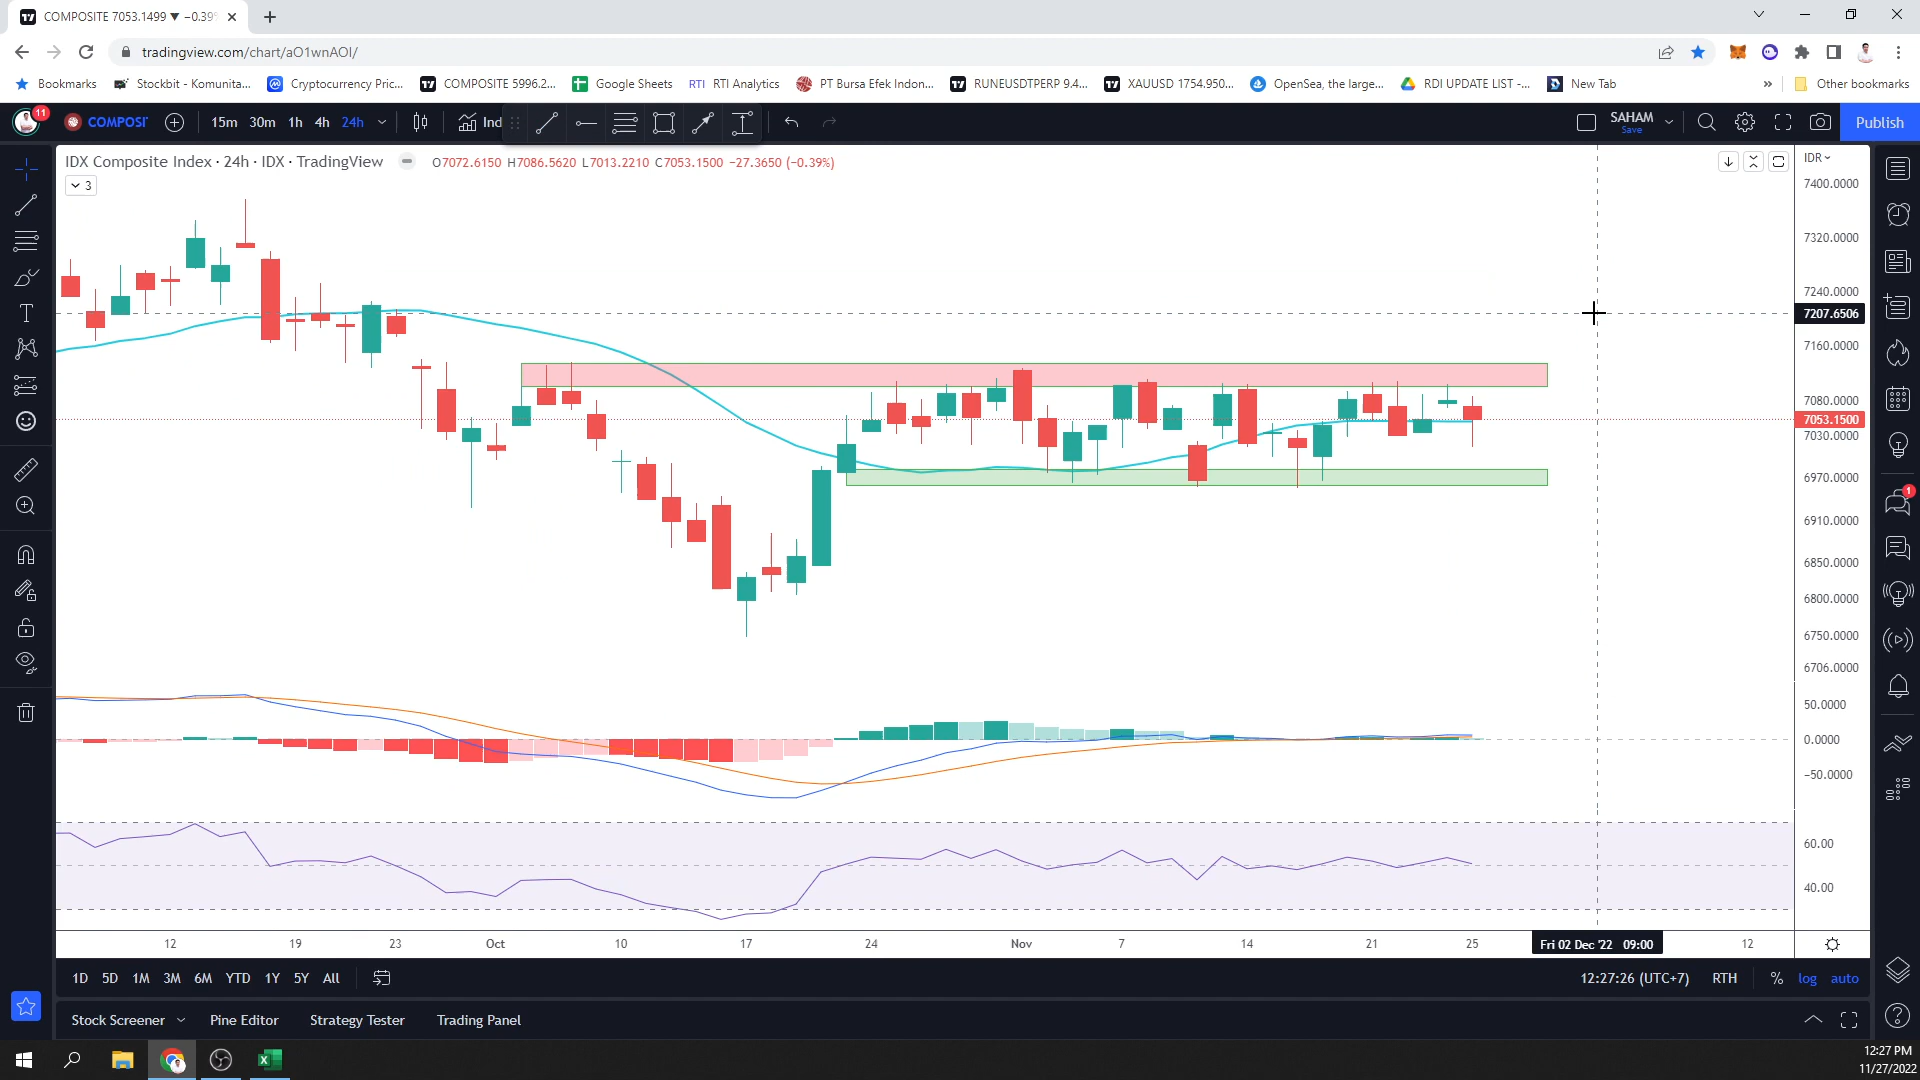 COMPOSITE 7053.1499 ▼ −0.39%
tradingview.com/chart/aO1wnAOI/
Bookmarks Stockbit - Komunita... Cryptocurrency Pric... COMPOSITE 5996.2... Google Sheets RTI RTI Analytics PT Bursa Efek Indon... RUNEUSDTPERP 9.4... XAUUSD 1754.950... OpenSea, the large... RDI UPDATE LIST -... New Tab » Other bookmarks
11 COMPOSI 15m 30m 1h 4h 24h Ind SAHAM Save Publish
IDX Composite Index · 24h · IDX · TradingView O7072.6150 H7086.5620 L7013.2210 C7053.1500 −27.3650 (−0.39%) IDR
3
7400.0000
7320.0000
7240.0000
7207.6506
7160.0000
7080.0000
7053.1500
7030.0000
6970.0000
6910.0000
6850.0000
6800.0000
6750.0000
6706.0000
50.0000
0.0000
−50.0000
60.00
40.00
1
12 19 23 Oct 10 17 24 Nov 7 14 21 25 Fri 02 Dec '22 09:00 12
1D 5D 1M 3M 6M YTD 1Y 5Y All 12:27:26 (UTC+7) RTH % log auto
Stock Screener Pine Editor Strategy Tester Trading Panel
12:27 PM
11/27/2022